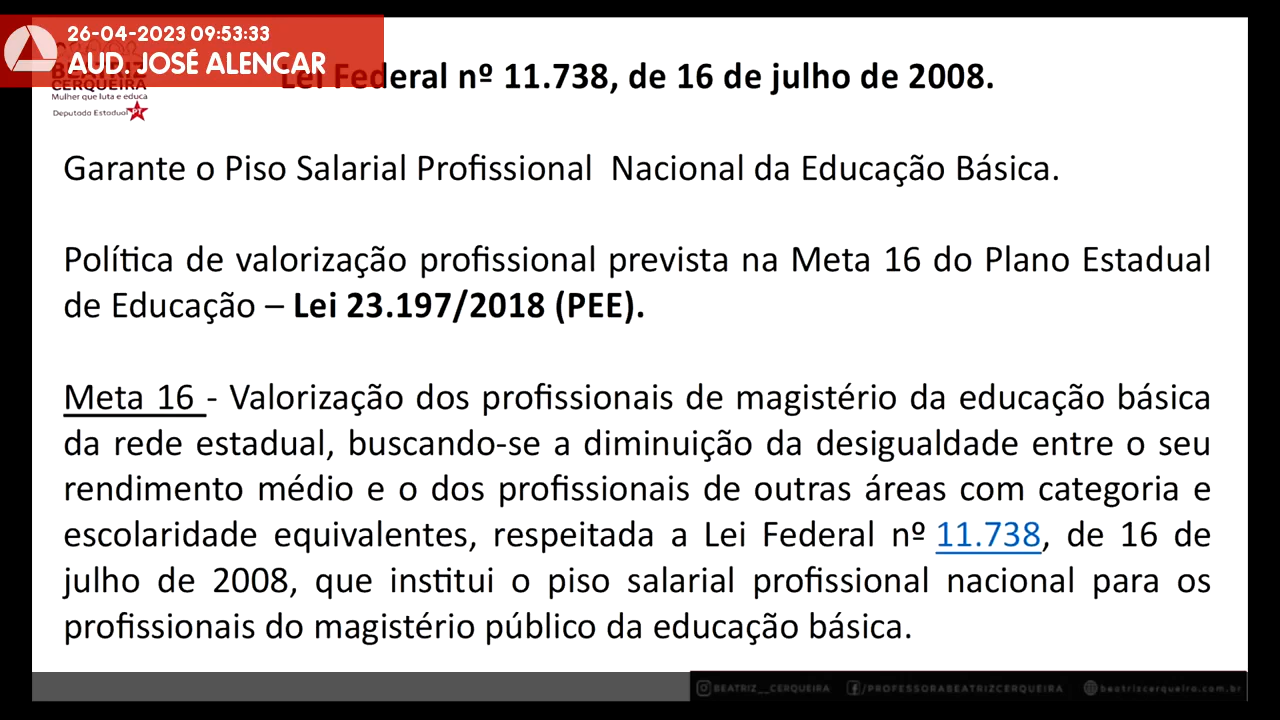 26-04-2023 09:53:33
AUD. JOSÉ ALENCAR
BEATRIZ
CERQUEIRA
Mulher que luta e educa
Deputada Estadual PT
Lei Federal nº 11.738, de 16 de julho de 2008.
Garante o Piso Salarial Profissional Nacional da Educação Básica.
Política de valorização profissional prevista na Meta 16 do Plano Estadual
de Educação – Lei 23.197/2018 (PEE).
Meta 16 - Valorização dos profissionais de magistério da educação básica
da rede estadual, buscando-se a diminuição da desigualdade entre o seu
rendimento médio e o dos profissionais de outras áreas com categoria e
escolaridade equivalentes, respeitada a Lei Federal nº 11.738, de 16 de
julho de 2008, que institui o piso salarial profissional nacional para os
profissionais do magistério público da educação básica.
BEATRIZ__CERQUEIRA /PROFESSORABEATRIZCERQUEIRA beatrizcerqueira.com.br